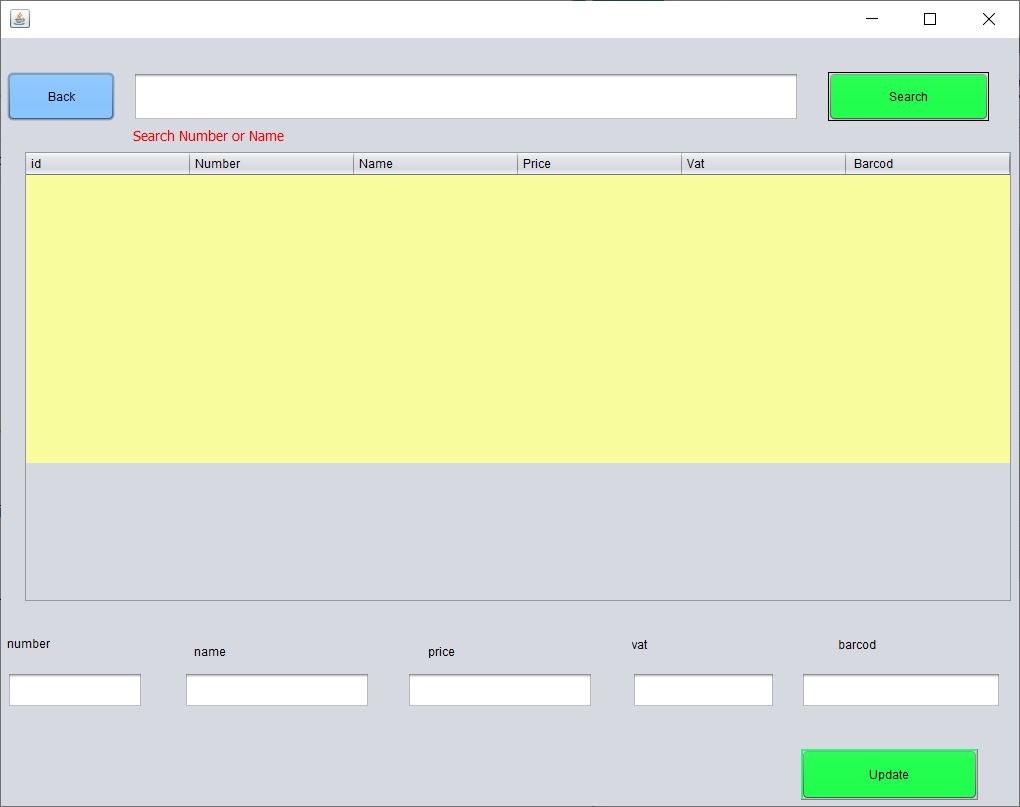 Back
Search
Search Number or Name
id Number Name Price Vat Barcod
number name price vat barcod
Update